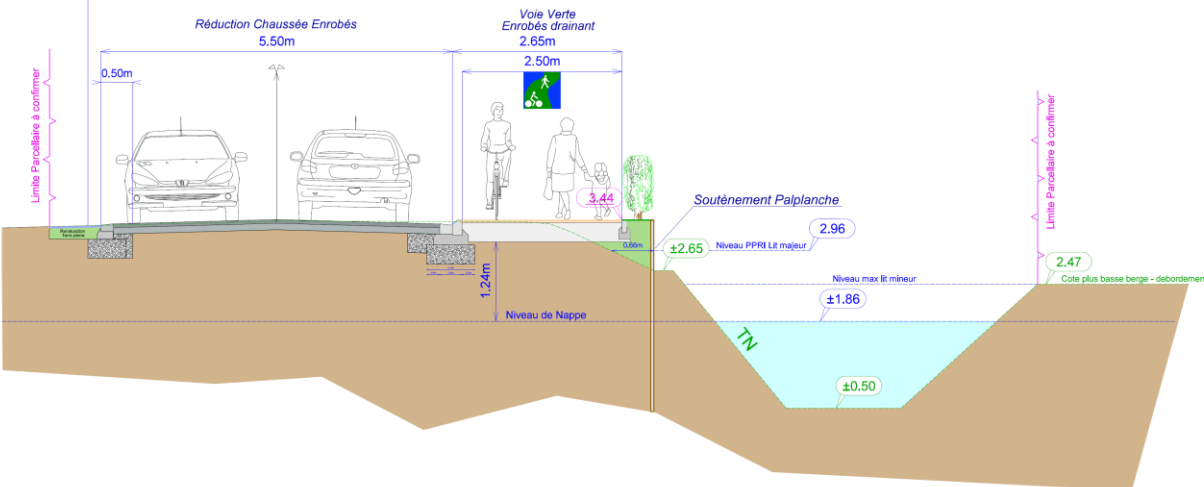 Réduction Chaussée Enrobés
5.50m
Voie Verte
Enrobés drainant
2.65m
2.50m
0.50m
Limite Parcellaire à confirmer
Limite Parcellaire à confirmer
3.44
Soutènement Palplanche
2.96
Niveau PPRI Lit majeur
0.66m
±2.65
2.47
Cote plus basse berge - debordement
Niveau max lit mineur
±1.86
1.24m
Niveau de Nappe
TN
±0.50